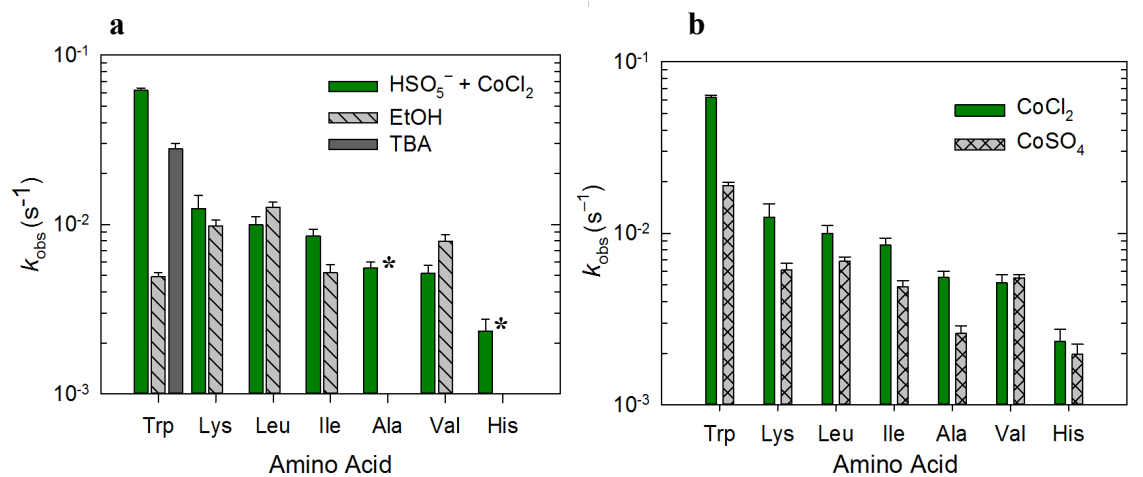 a
10⁻¹
10⁻²
10⁻³
k_obs (s⁻¹)
HSO₅⁻ + CoCl₂
EtOH
TBA
*
*
Trp Lys Leu Ile Ala Val His
Amino Acid
b
10⁻¹
10⁻²
10⁻³
k_obs (s⁻¹)
CoCl₂
CoSO₄
Trp Lys Leu Ile Ala Val His
Amino Acid